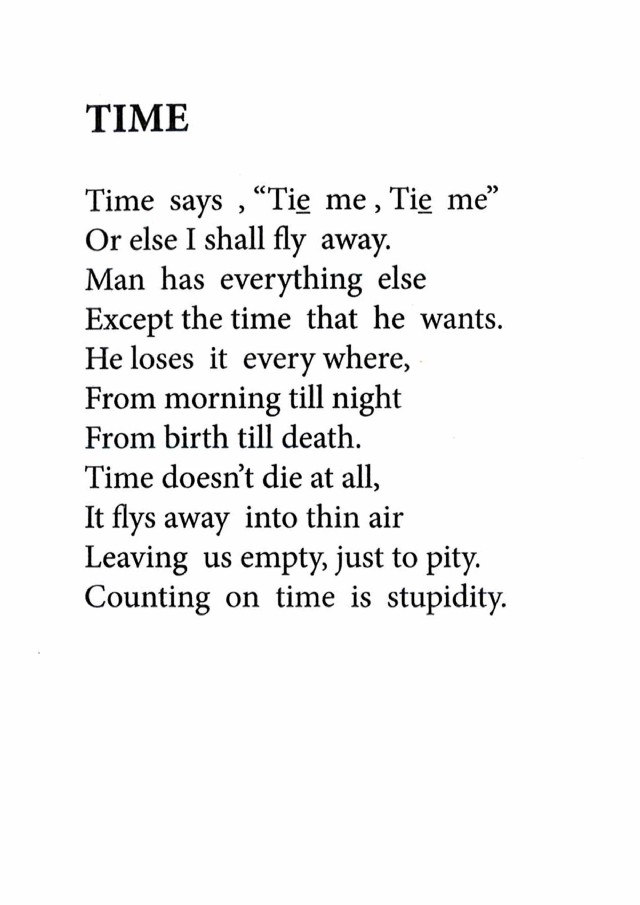 TIME
Time says , “Tie me , Tie me”
Or else I shall fly away.
Man has everything else
Except the time that he wants.
He loses it every where,
From morning till night
From birth till death.
Time doesn’t die at all,
It flys away into thin air
Leaving us empty, just to pity.
Counting on time is stupidity.